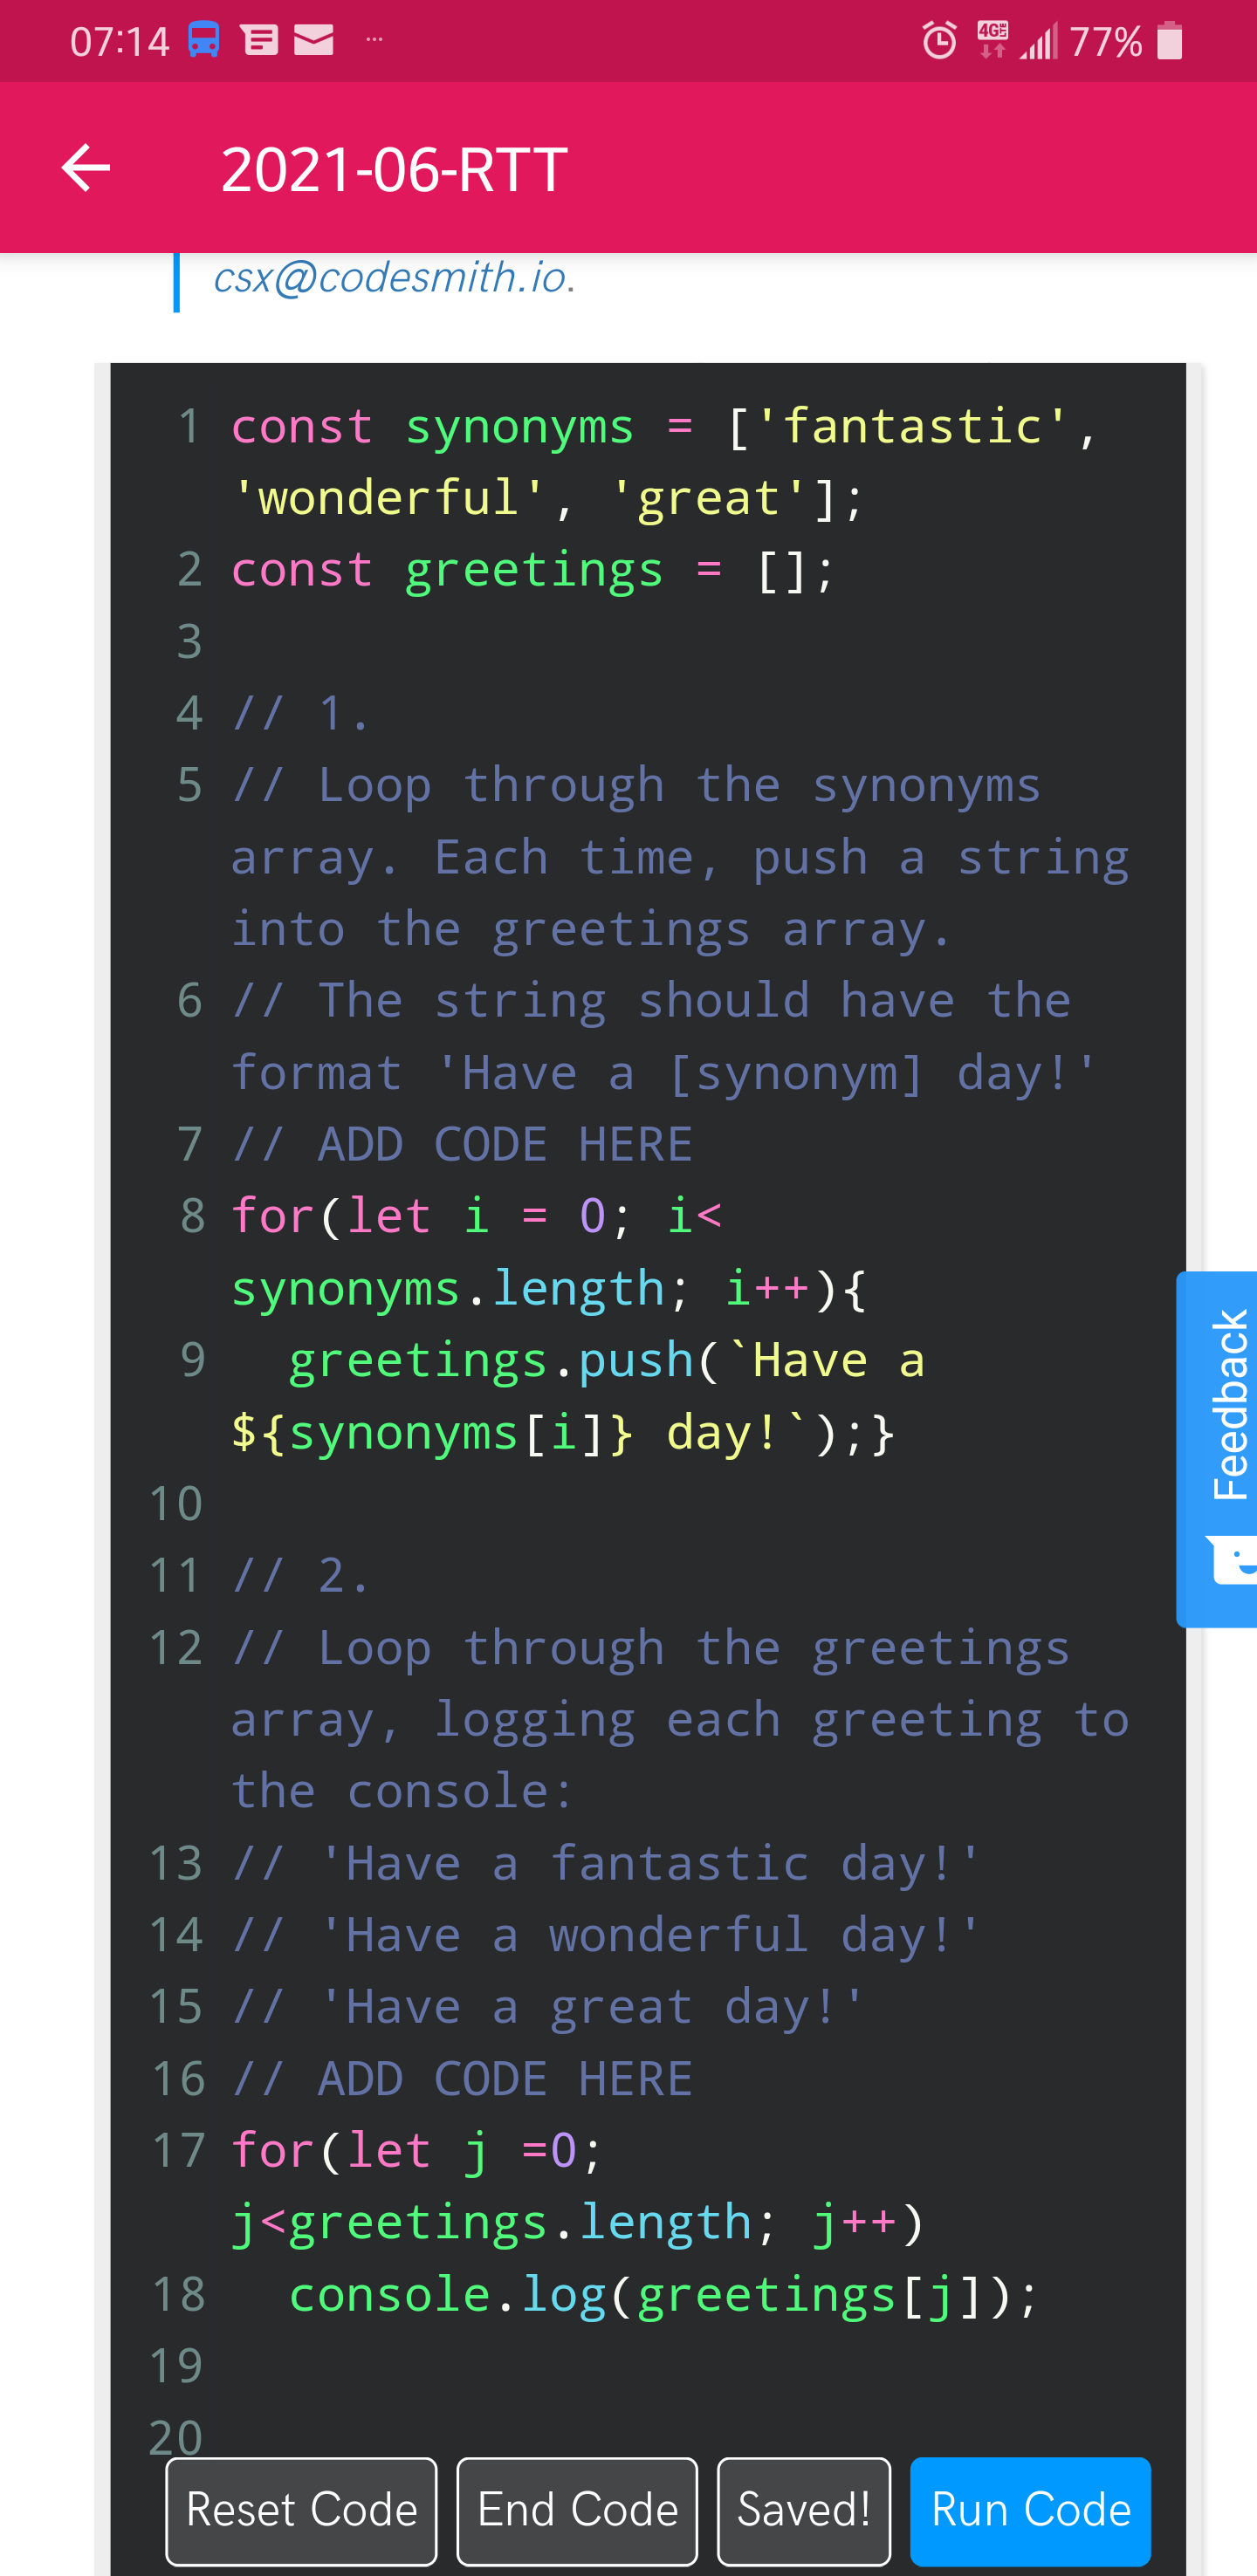 07:14 ... 4GE 77%
2021-06-RTT
csx@codesmith.io.
1 const synonyms = ['fantastic',
'wonderful', 'great'];
2 const greetings = [];
3
4 // 1.
5 // Loop through the synonyms
array. Each time, push a string
into the greetings array.
6 // The string should have the
format 'Have a [synonym] day!'
7 // ADD CODE HERE
8 for(let i = 0; i<
synonyms.length; i++){
9 greetings.push(`Have a
${synonyms[i]} day!`);}
Feedback
10
11 // 2.
12 // Loop through the greetings
array, logging each greeting to
the console:
13 // 'Have a fantastic day!'
14 // 'Have a wonderful day!'
15 // 'Have a great day!'
16 // ADD CODE HERE
17 for(let j =0;
j<greetings.length; j++)
18 console.log(greetings[j]);
19
20
Reset Code End Code Saved! Run Code